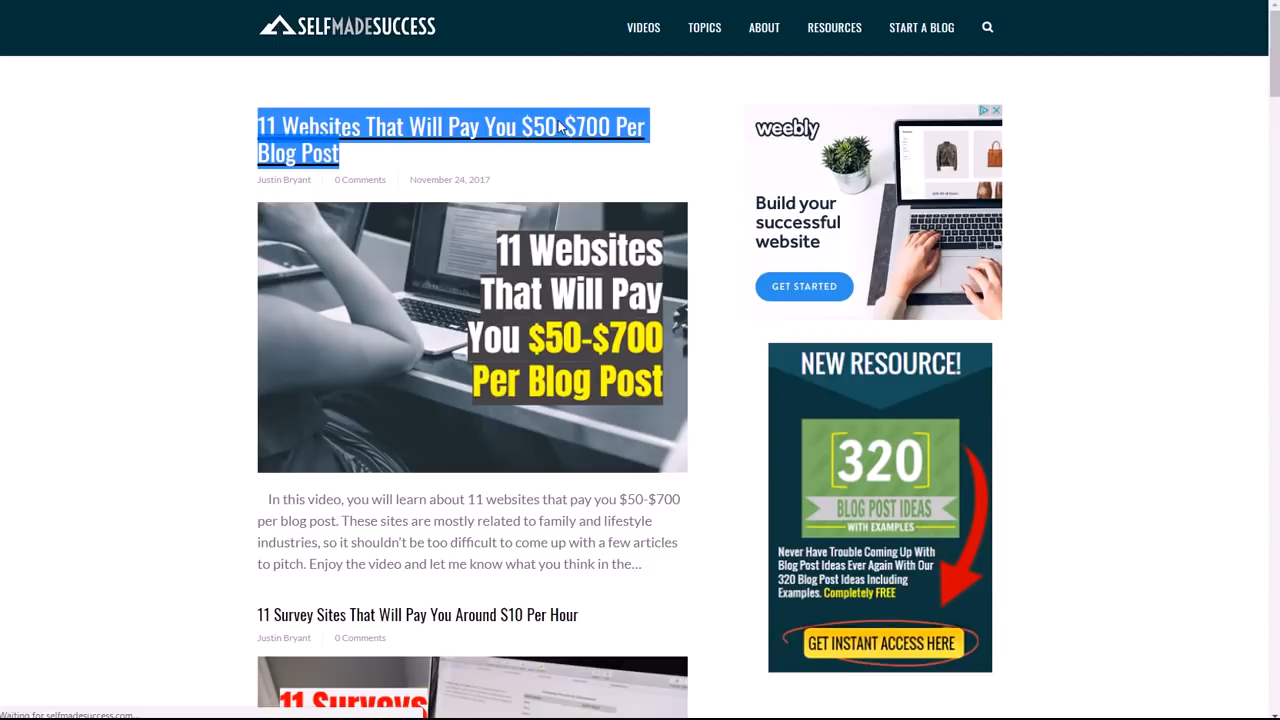 SELFMADESUCCESS
VIDEOS
TOPICS
ABOUT
RESOURCES
START A BLOG
11 Websites That Will Pay You $50-$700 Per
Blog Post
Justin Bryant
0 Comments
November 24, 2017
11 Websites
That Will Pay
You $50-$700
Per Blog Post
In this video, you will learn about 11 websites that pay you $50-$700
per blog post. These sites are mostly related to family and lifestyle
industries, so it shouldn't be too difficult to come up with a few articles
to pitch. Enjoy the video and let me know what you think in the…
11 Survey Sites That Will Pay You Around $10 Per Hour
Justin Bryant
0 Comments
11 Surveys
weebly
Build your
successful
website
GET STARTED
NEW RESOURCE!
320
BLOG POST IDEAS
WITH EXAMPLES
Never Have Trouble Coming Up With
Blog Post Ideas Ever Again With Our
320 Blog Post Ideas Including
Examples. Completely FREE
GET INSTANT ACCESS HERE
Waiting for selfmadesuccess.com...